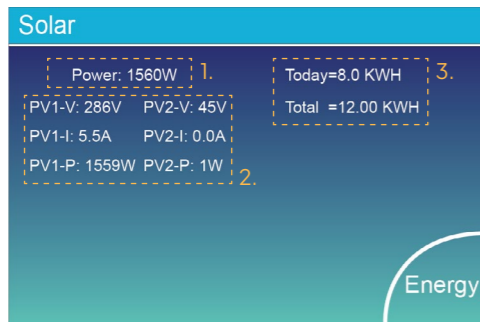 Solar
Power: 1560W 1.
PV1-V: 286V PV2-V: 45V
PV1-I: 5.5A PV2-I: 0.0A
PV1-P: 1559W PV2-P: 1W
2.
Today=8.0 KWH 3.
Total =12.00 KWH
Energy